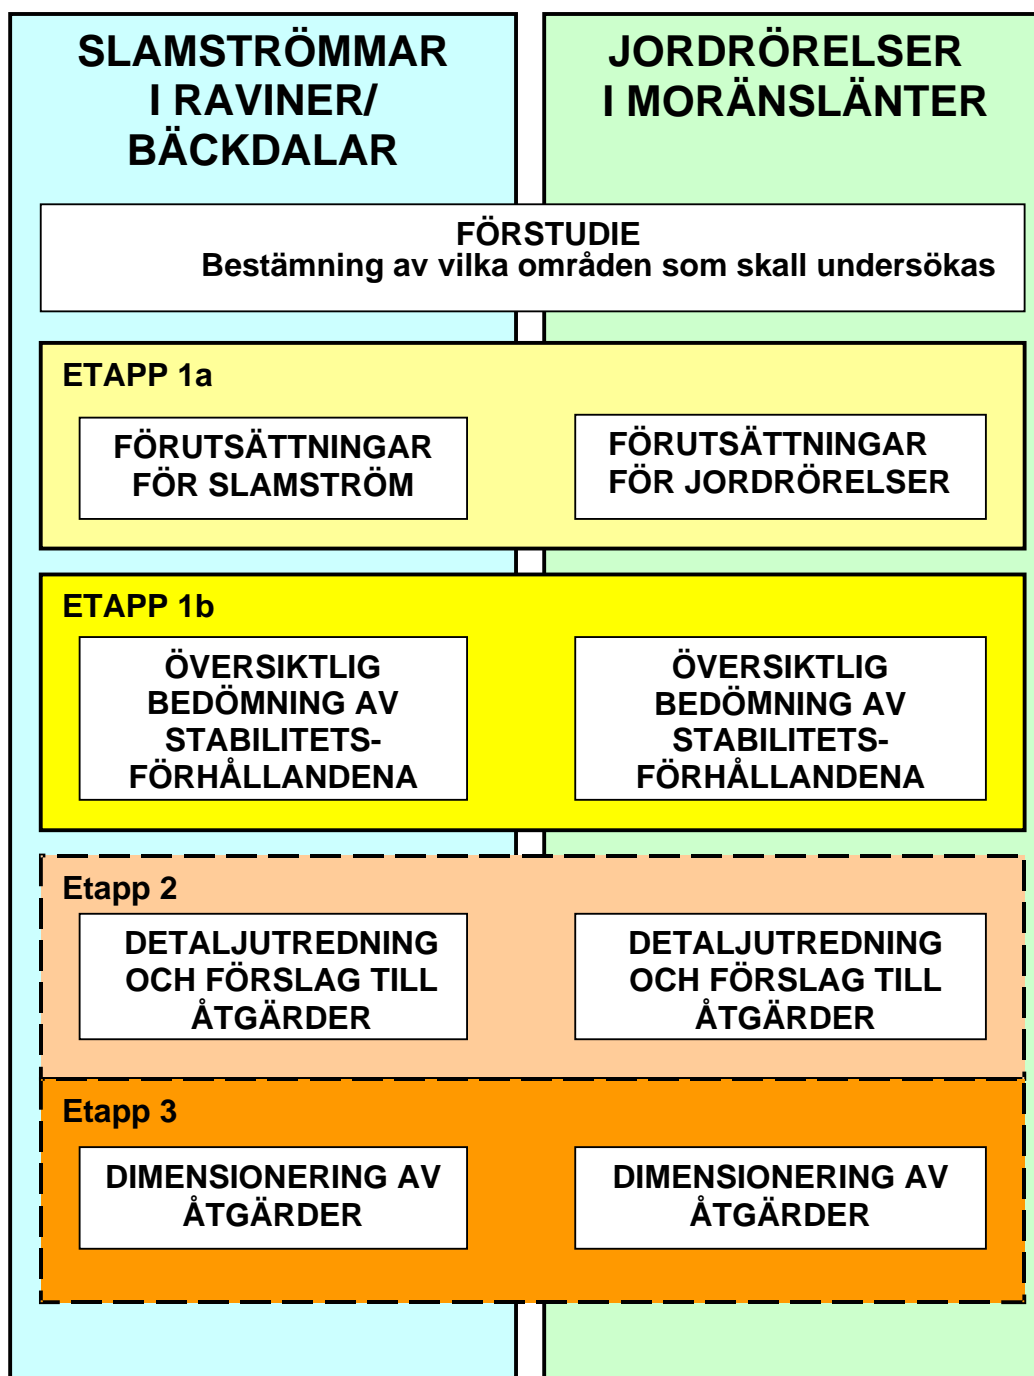 SLAMSTRÖMMAR
I RAVINER/
BÄCKDALAR
JORDRÖRELSER
I MORÄNSLÄNTER
FÖRSTUDIE
Bestämning av vilka områden som skall undersökas
ETAPP 1a
FÖRUTSÄTTNINGAR
FÖR SLAMSTRÖM
FÖRUTSÄTTNINGAR
FÖR JORDRÖRELSER
ETAPP 1b
ÖVERSIKTLIG
BEDÖMNING AV
STABILITETS-
FÖRHÅLLANDENA
ÖVERSIKTLIG
BEDÖMNING AV
STABILITETS-
FÖRHÅLLANDENA
Etapp 2
DETALJUTREDNING
OCH FÖRSLAG TILL
ÅTGÄRDER
DETALJUTREDNING
OCH FÖRSLAG TILL
ÅTGÄRDER
Etapp 3
DIMENSIONERING AV
ÅTGÄRDER
DIMENSIONERING AV
ÅTGÄRDER